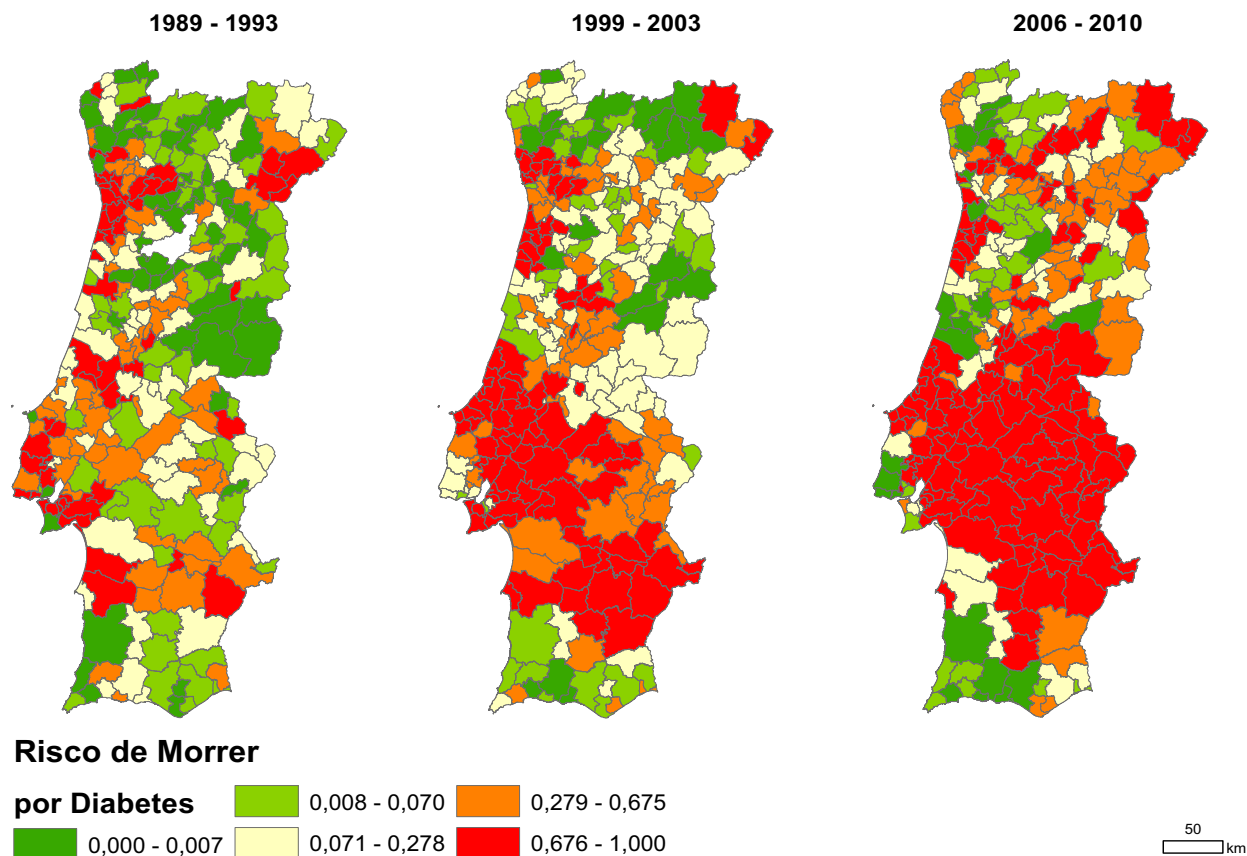 1989 - 1993
1999 - 2003
2006 - 2010
Risco de Morrer
por Diabetes
0,000 - 0,007
0,008 - 0,070
0,071 - 0,278
0,279 - 0,675
0,676 - 1,000
50
km